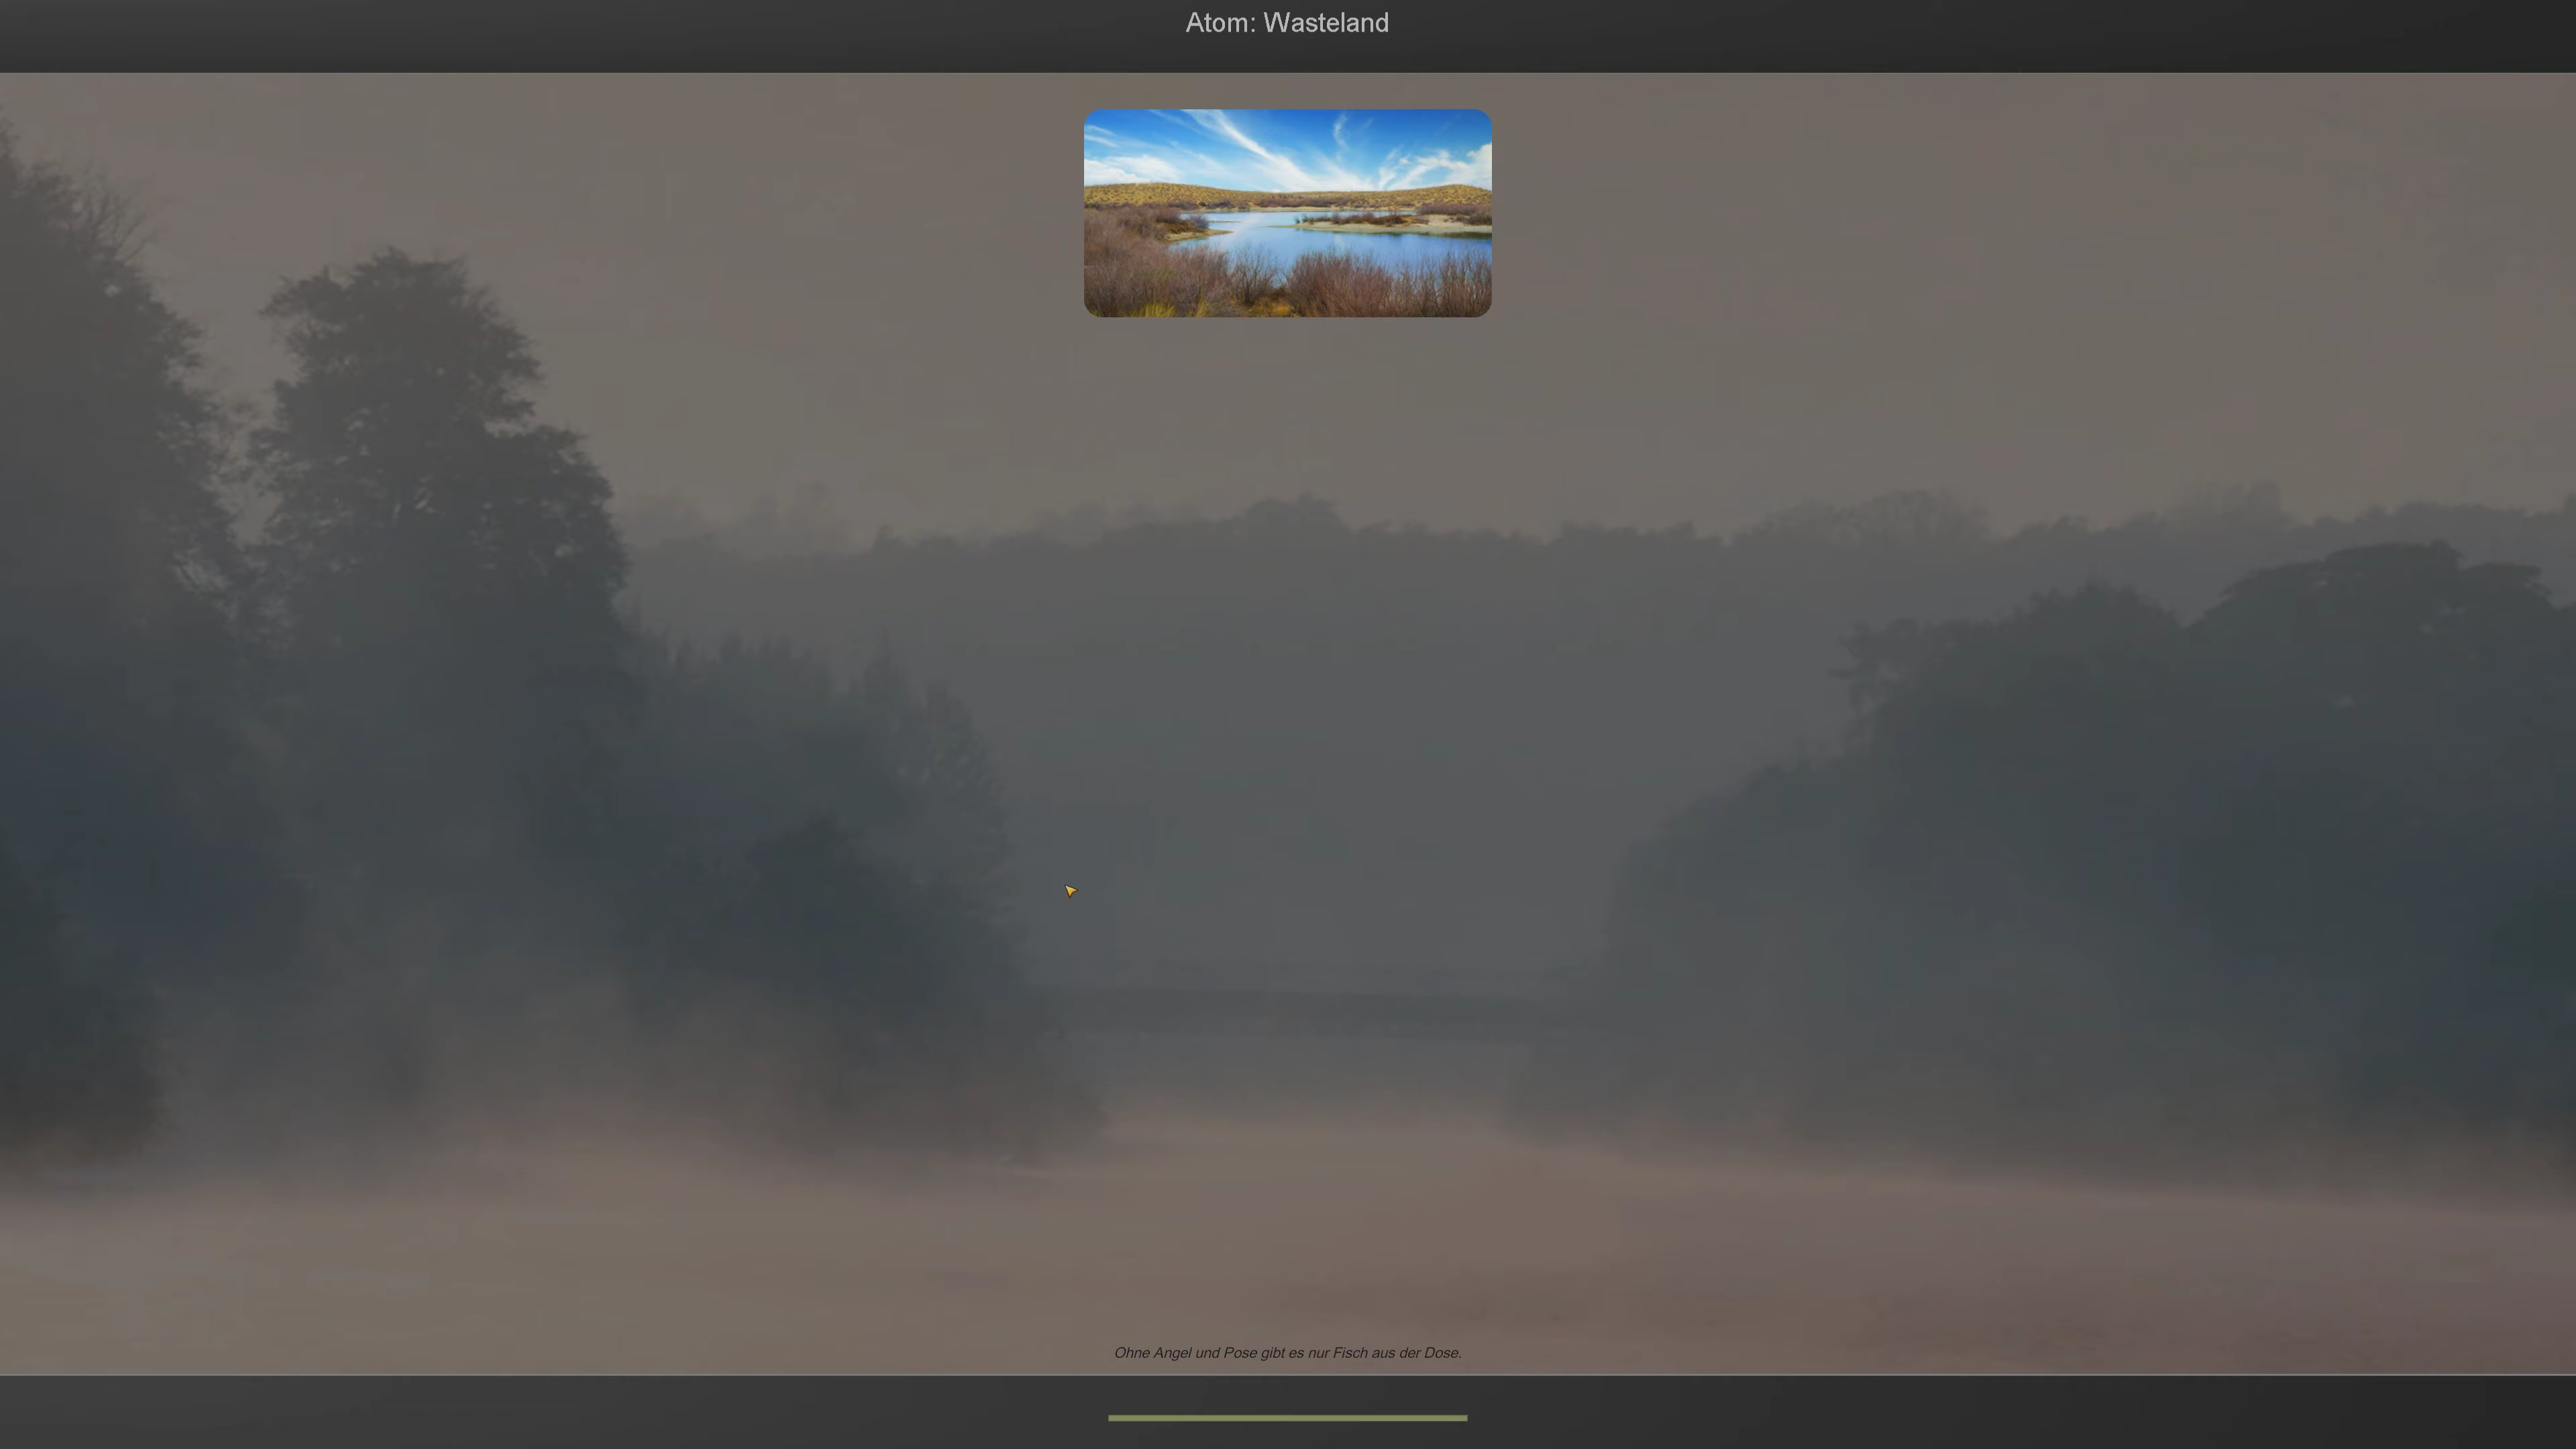 Atom: Wasteland
Ohne Angel und Pose gibt es nur Fisch aus der Dose.